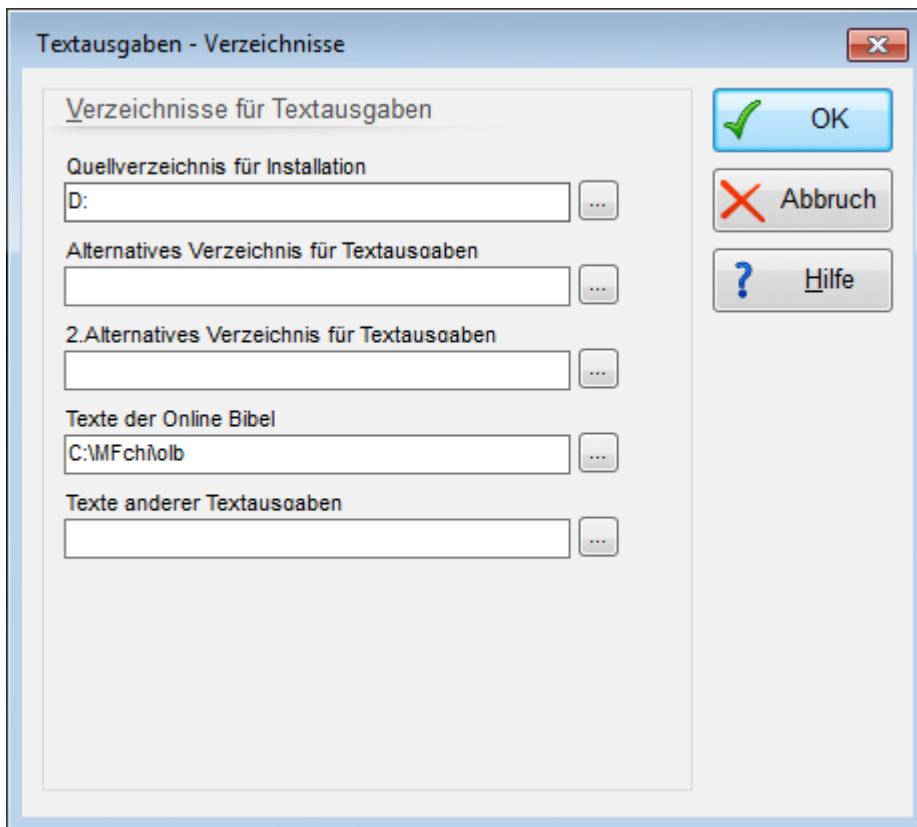 Textausgaben - Verzeichnisse
Verzeichnisse für Textausgaben
Quellverzeichnis für Installation
D:
...
Alternatives Verzeichnis für Textausgaben
...
2.Alternatives Verzeichnis für Textausgaben
...
Texte der Online Bibel
C:\MFchi\olb
...
Texte anderer Textausgaben
...
OK
Abbruch
? Hilfe